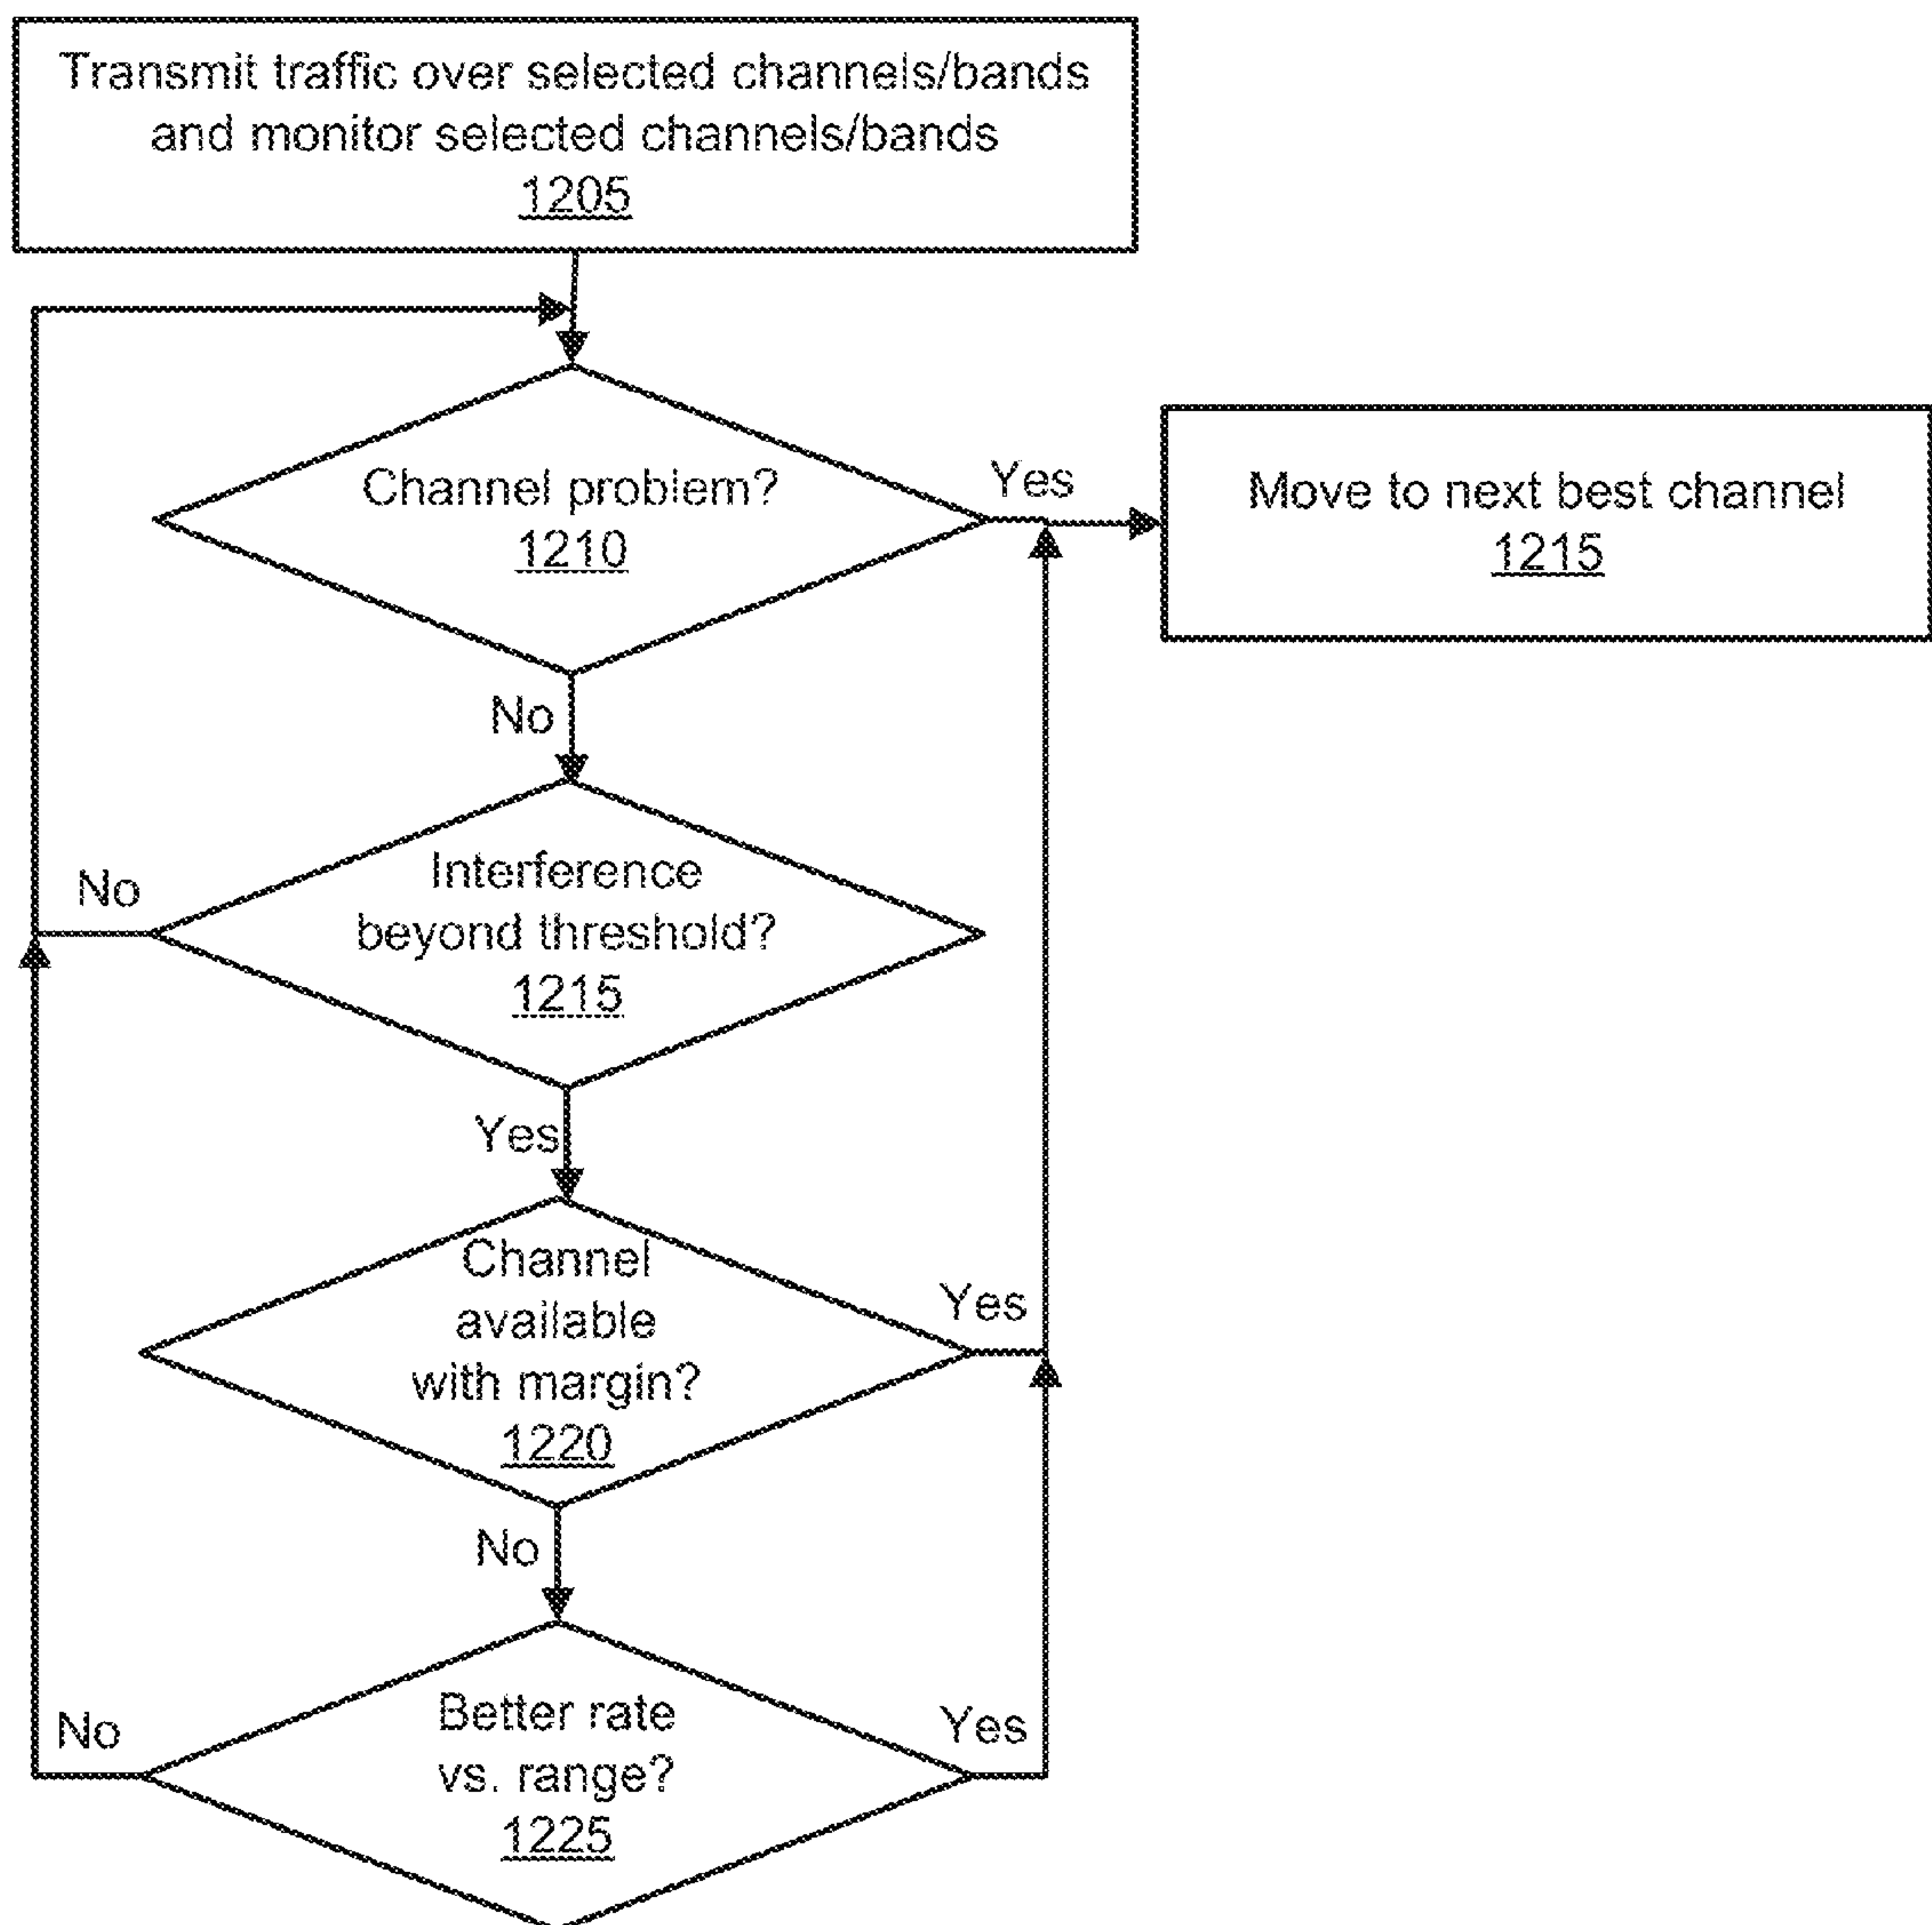 Transmit traffic over selected channels/bands
and monitor selected channels/bands
1205
Channel problem?
1210
Yes
Move to next best channel
1215
No
Interference
beyond threshold?
1215
No
Yes
Channel
available
with margin?
1220
Yes
No
Better rate
vs. range?
1225
No
Yes